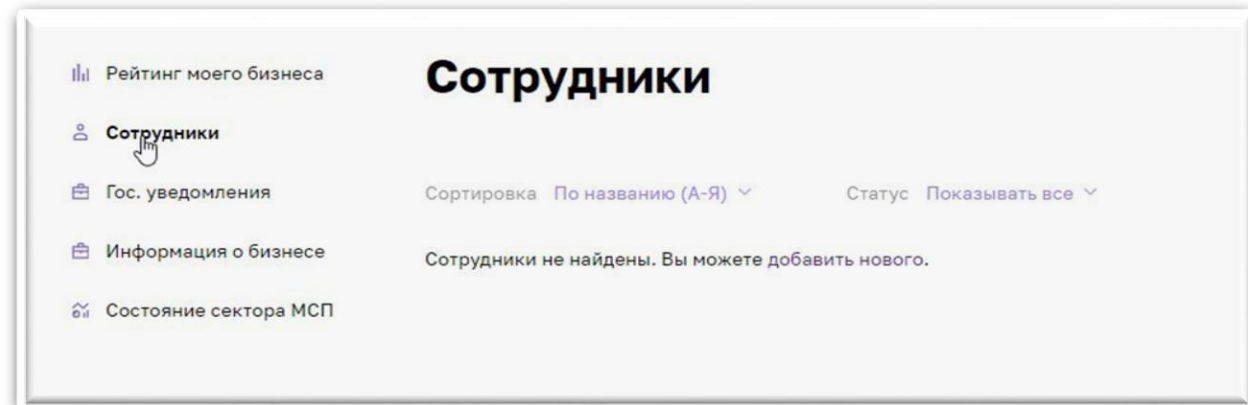 Рейтинг моего бизнеса
Сотрудники
Гос. уведомления
Информация о бизнесе
Состояние сектора МСП
Сотрудники
Сортировка По названию (А-Я) Статус Показывать все
Сотрудники не найдены. Вы можете добавить нового.